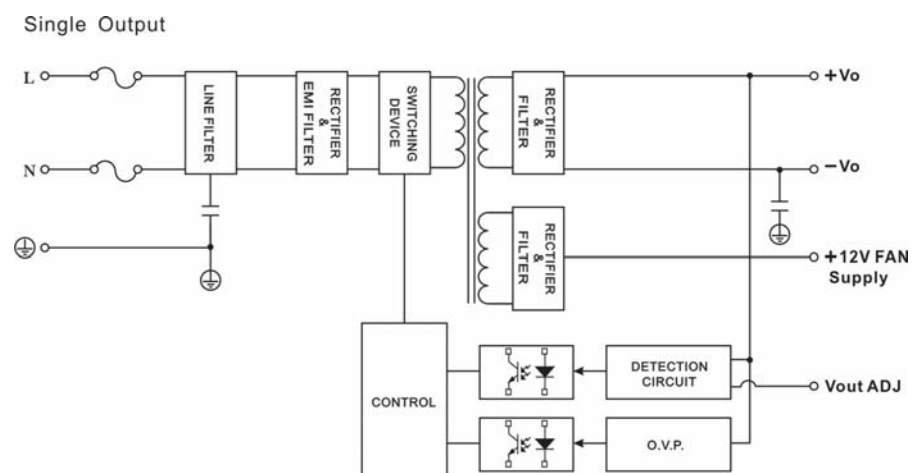 Single Output
L
N
LINE FILTER
RECTIFIER
&
EMI FILTER
SWITCHING
DEVICE
RECTIFIER
&
FILTER
+Vo
−Vo
RECTIFIER
&
FILTER
+12V FAN
Supply
CONTROL
DETECTION
CIRCUIT
Vout ADJ
O.V.P.